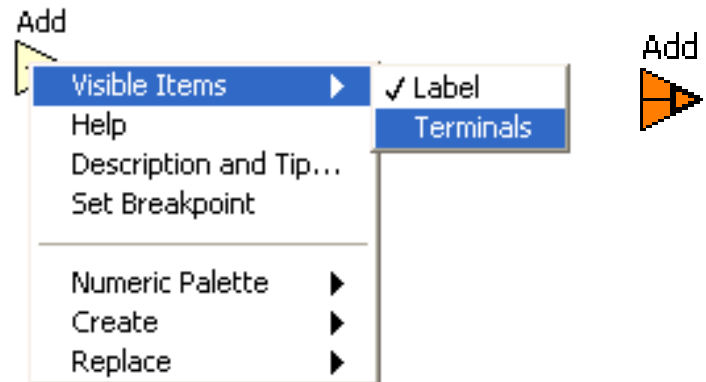 Add
Visible Items
Help
Description and Tip...
Set Breakpoint
Numeric Palette
Create
Replace
✓ Label
Terminals
Add